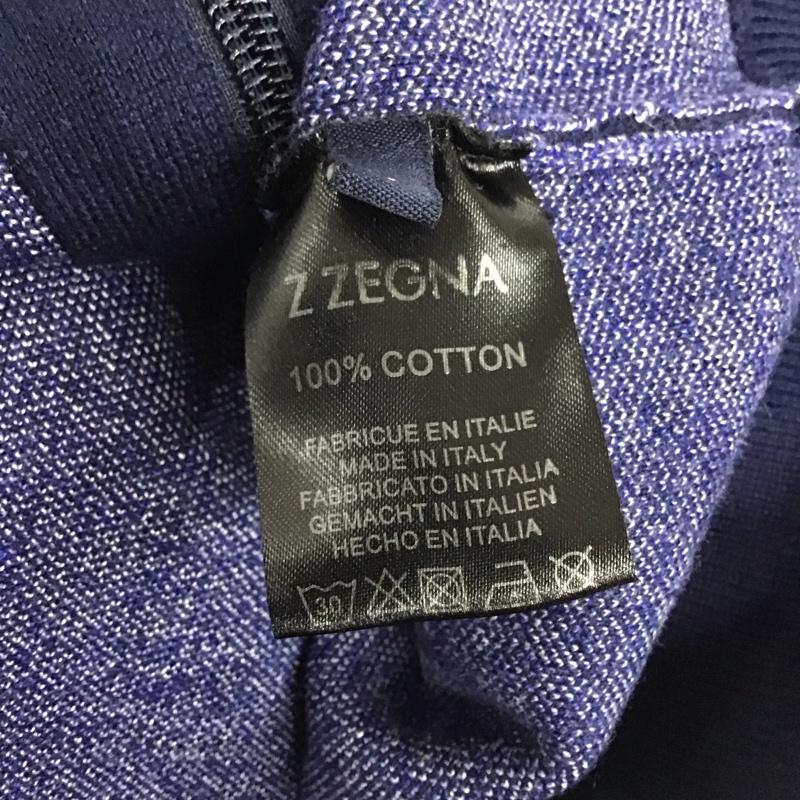 Z ZEGNA
100% COTTON
FABRICUE EN ITALIE
MADE IN ITALY
FABBRICATO IN ITALIA
GEMACHT IN ITALIEN
HECHO EN ITALIA
30